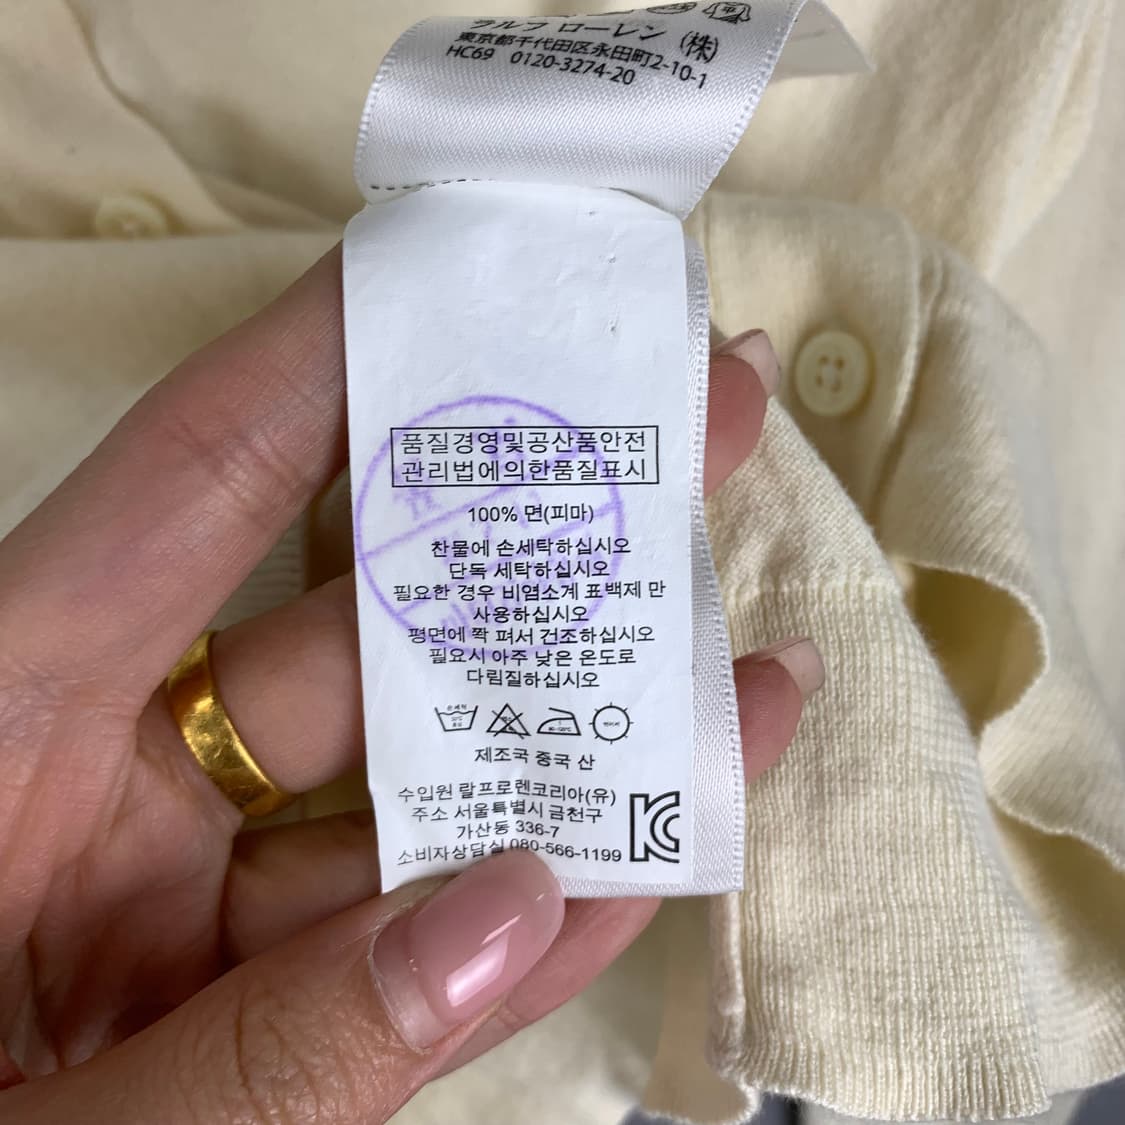 ラルフ ローレン (株)
東京都千代田区永田町2-10-1
HC69 0120-3274-20
품질경영및공산품안전
관리법에의한품질표시
100% 면(피마)
찬물에 손세탁하십시오
단독 세탁하십시오
필요한 경우 비염소계 표백제 만
사용하십시오
평면에 쫙 펴서 건조하십시오
필요시 아주 낮은 온도로
다림질하십시오
제조국 중국 산
수입원 랄프로렌코리아(유)
주소 서울특별시 금천구
가산동 336-7
소비자상담실 080-566-1199